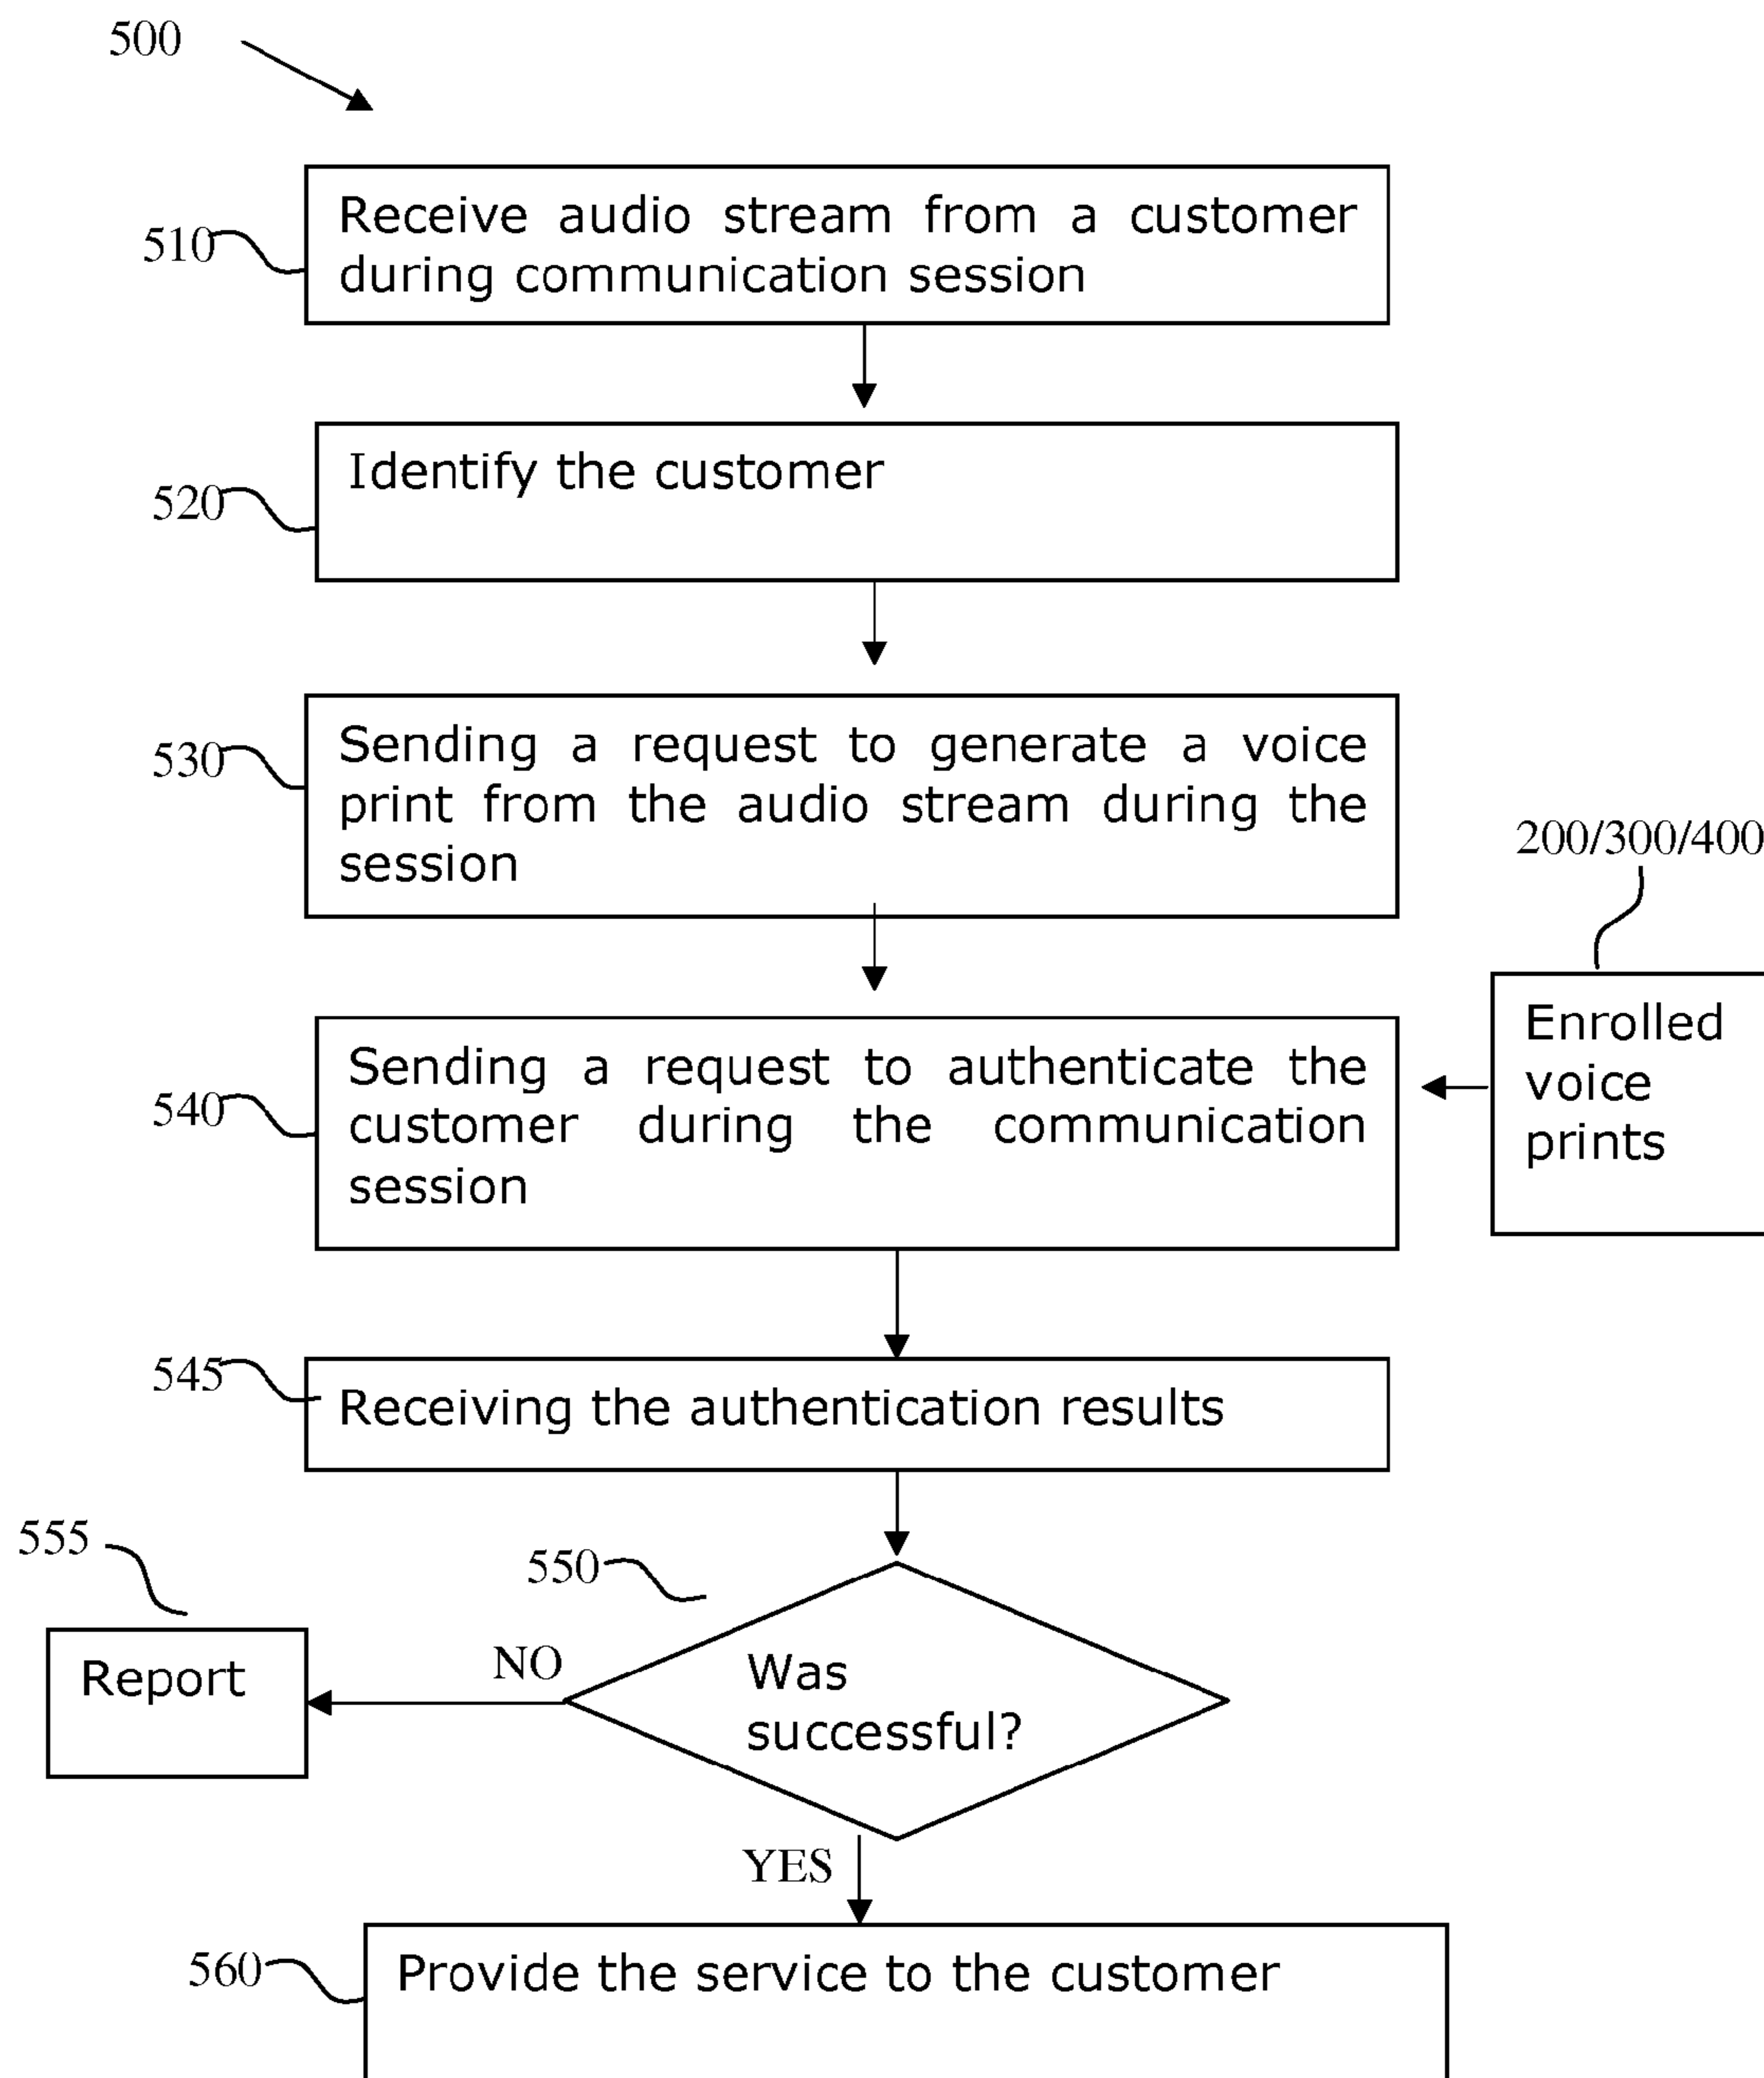 500
510
Receive audio stream from a customer
during communication session
520
Identify the customer
530
Sending a request to generate a voice
print from the audio stream during the
session
200/300/400
Enrolled
voice
prints
540
Sending a request to authenticate the
customer during the communication
session
545
Receiving the authentication results
555
Report
550
NO
Was
successful?
YES
560
Provide the service to the customer